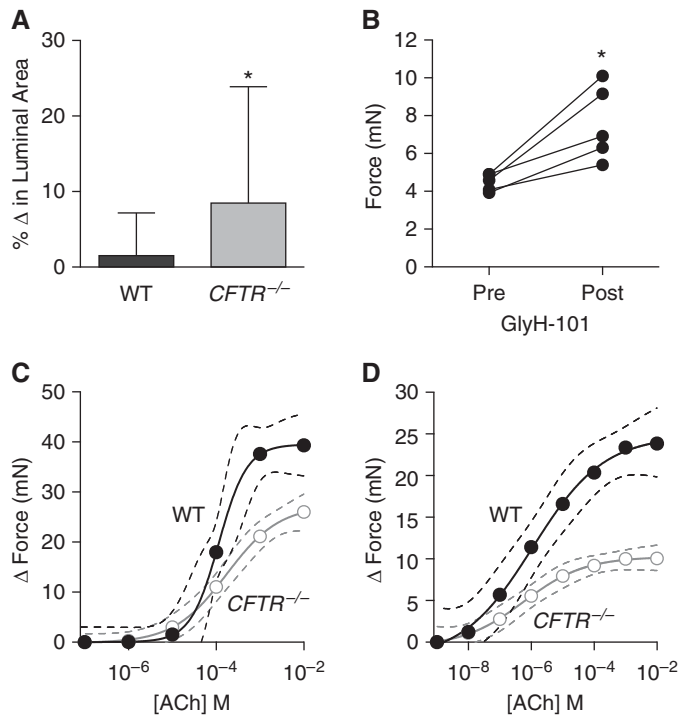 A
% Δ in Luminal Area
30
20
10
0
*
WT
CFTR−/−
B
Force (mN)
12
10
8
6
4
2
0
*
Pre
Post
GlyH-101
C
Δ Force (mN)
50
40
30
20
10
0
WT
CFTR−/−
10−6
10−4
10−2
[ACh] M
D
Δ Force (mN)
30
25
20
15
10
5
0
WT
CFTR−/−
10−8
10−6
10−4
10−2
[ACh] M